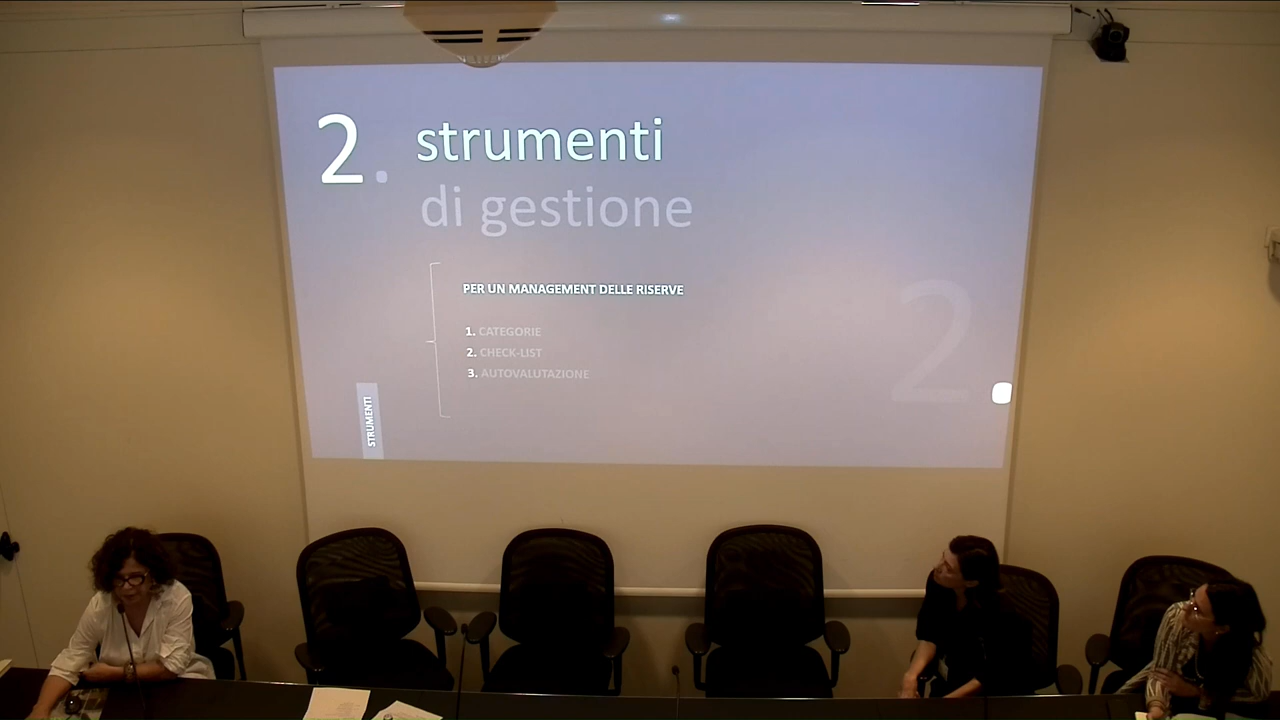 2. strumenti
di gestione
PER UN MANAGEMENT DELLE RISERVE
1. CATEGORIE
2. CHECK-LIST
3. AUTOVALUTAZIONE
STRUMENTI
2.